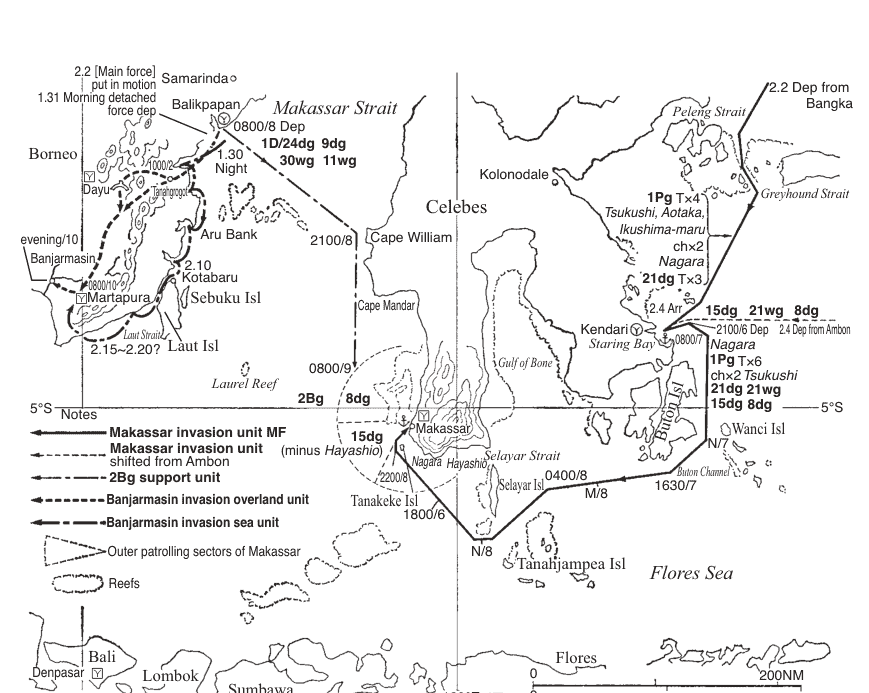 2.2 [Main force]
put in motion
1.31 Morning detached
force dep
Samarinda
Balikpapan
Makassar Strait
0800/8 Dep
1D/24dg 9dg
30wg 11wg
1.30
Night
Borneo
1000/2
Dayu
Tanahgrogot
Aru Bank
evening/10
Banjarmasin
0800/10
Martapura
2.10
Kotabaru
Sebuku Isl
Laut Strait
Laut Isl
2.15~2.20?
2100/8
Cape William
Celebes
Cape Mandar
0800/9
Laurel Reef
2Bg 8dg
Kolonodale
2.2 Dep from
Bangka
Peleng Strait
Greyhound Strait
1Pg Tx4
Tsukushi, Aotaka,
Ikushima-maru
chx2
Nagara
21dg Tx3
2.4 Arr
15dg 21wg 8dg
2.4 Dep from Ambon
Kendari
Staring Bay
0800/7
2100/6 Dep
Nagara
1Pg Tx6
chx2 Tsukushi
21dg 21wg
15dg 8dg
Gulf of Bone
Buton Isl
5°S
5°S
Notes
Makassar invasion unit MF
Makassar invasion unit
shifted from Ambon
2Bg support unit
Banjarmasin invasion overland unit
Banjarmasin invasion sea unit
Outer patrolling sectors of Makassar
Reefs
Makassar
15dg
(minus Hayashio)
Nagara
Hayashio
2200/8
Tanakeke Isl
1800/6
Selayar Strait
Selayar Isl
0400/8
M/8
1630/7
Buton Channel
N/7
Wanci Isl
N/8
Tanahjampea Isl
Flores Sea
Bali
Denpasar
Lombok
Sumbawa
Flores
0
200NM
0